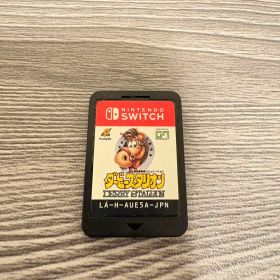 NINTENDO
SWITCH
ダービースタリオン
DERBY STALLION
LA-H-AUE5A-JPN